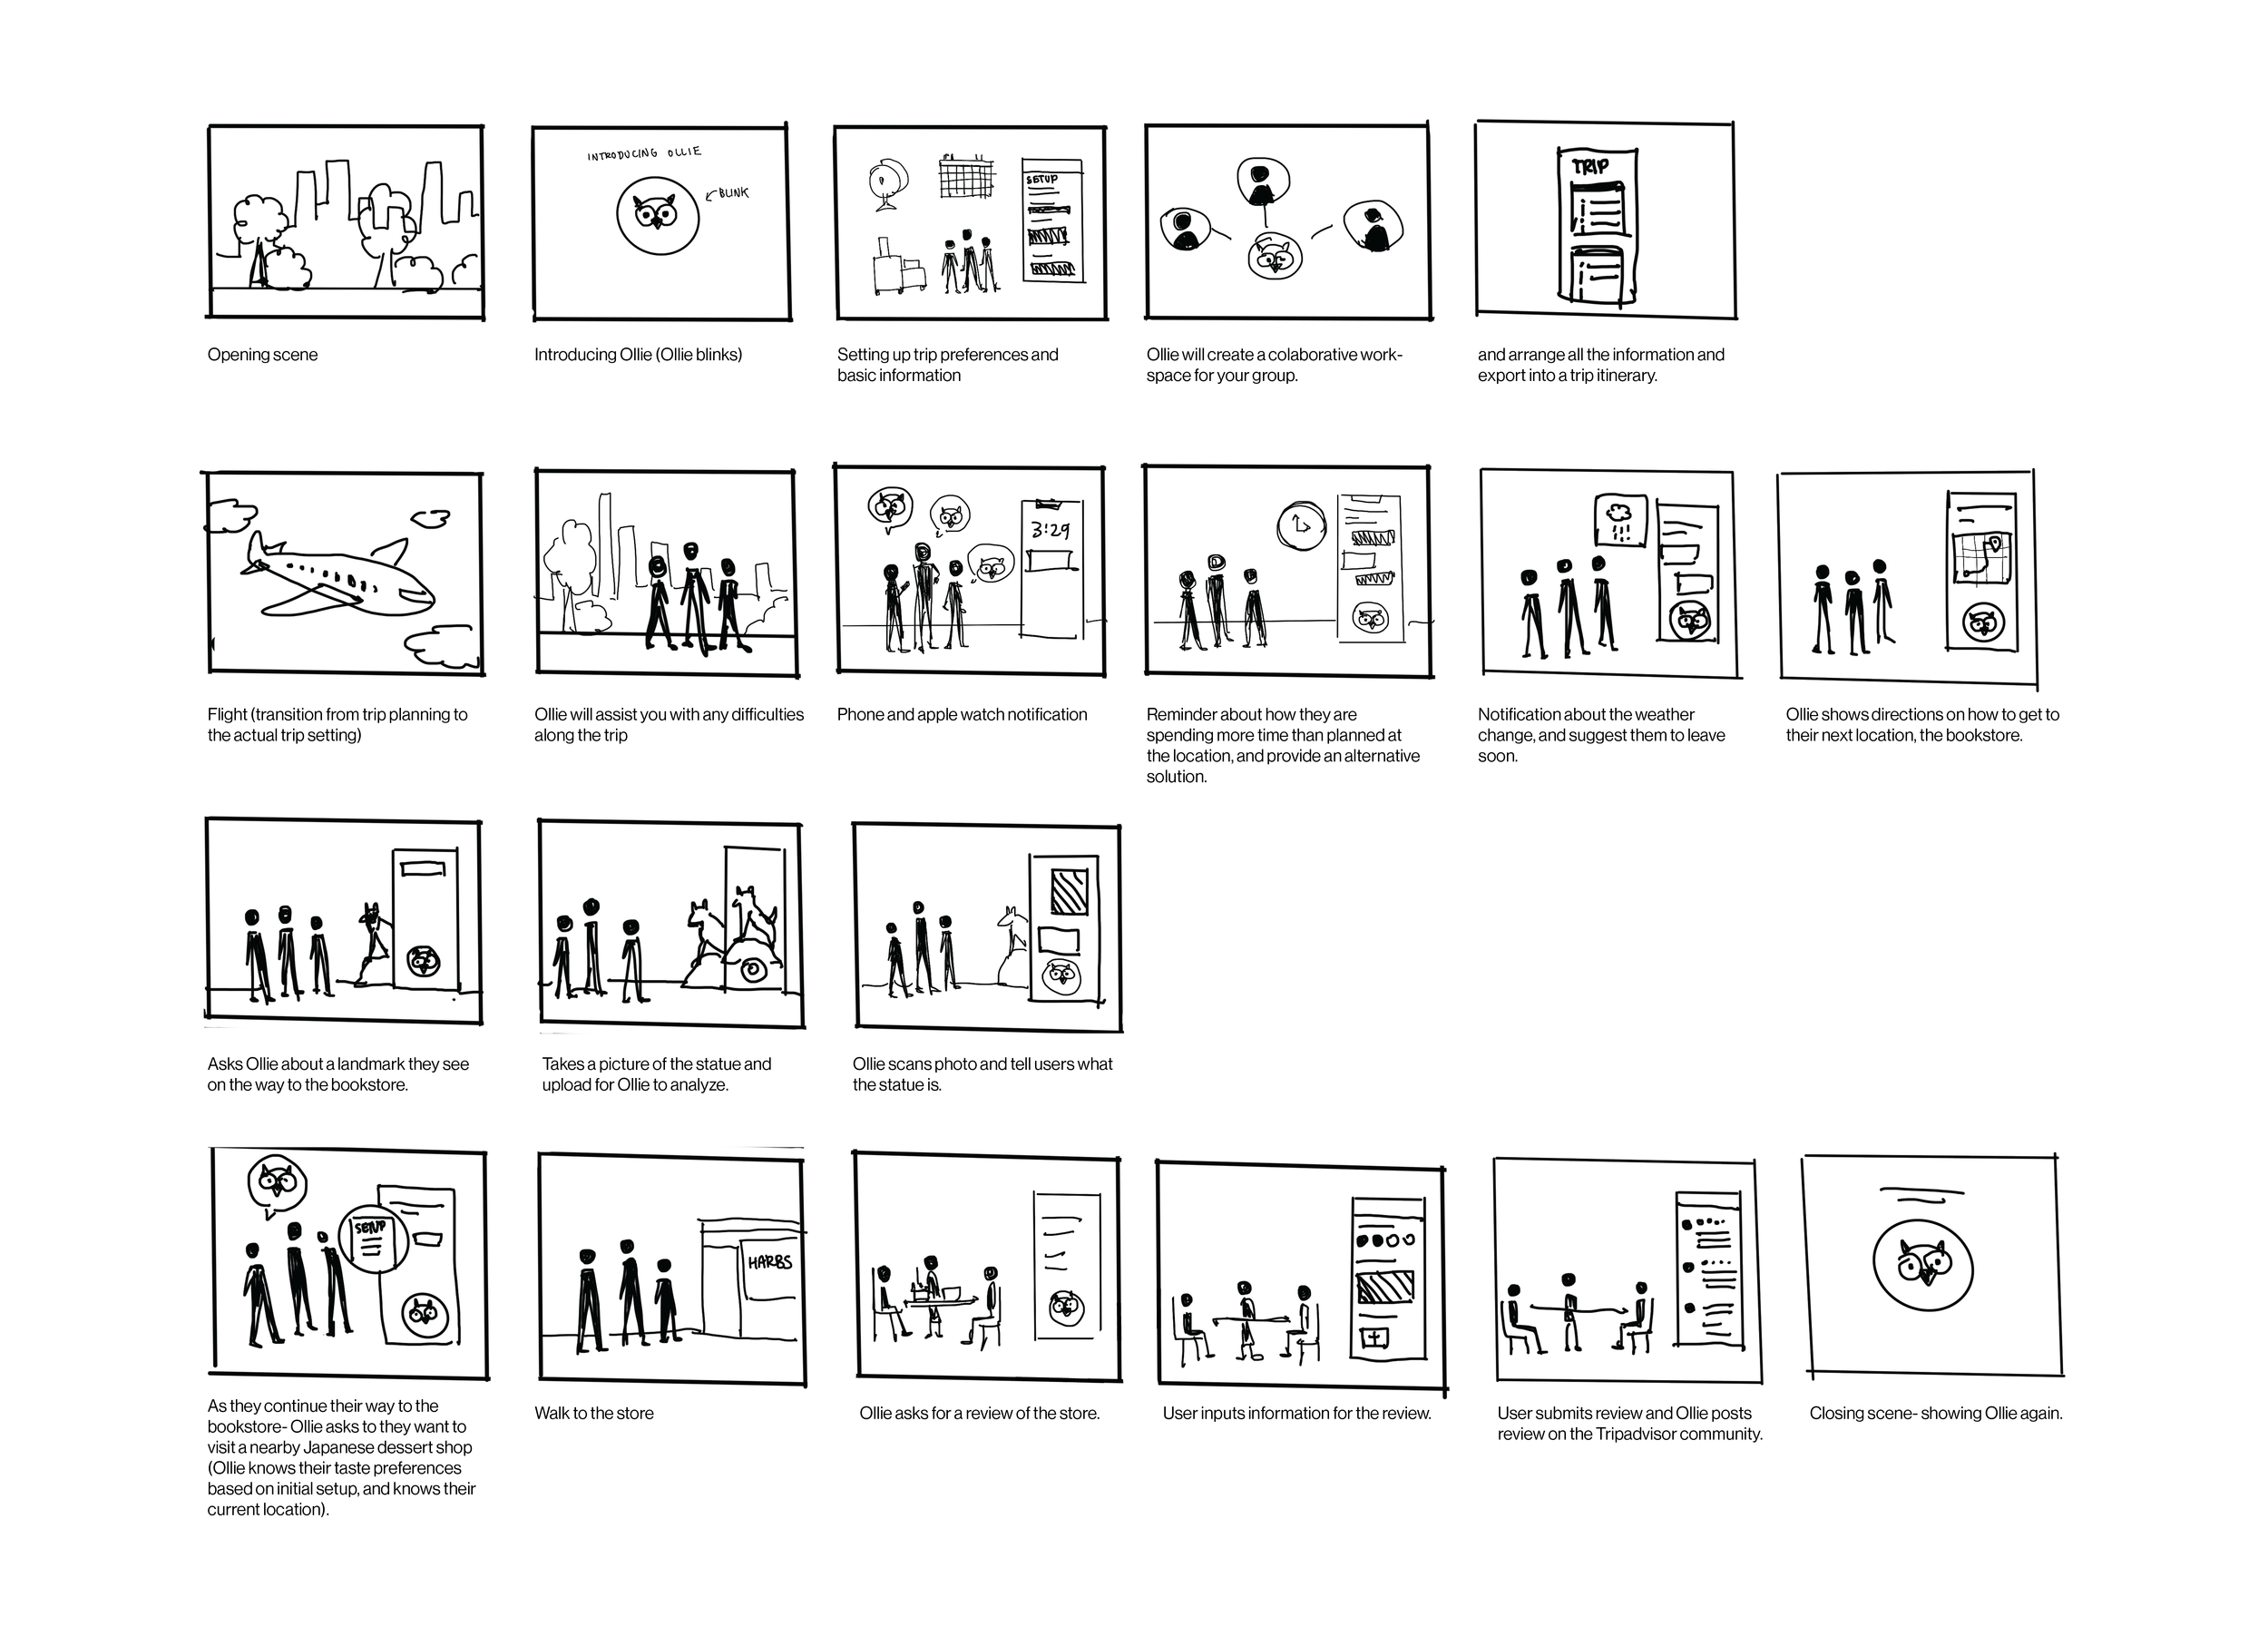 INTRODUCING OLLIE
BLINK
SETUP
TRIP
Opening scene
Introducing Ollie (Ollie blinks)
Setting up trip preferences and
basic information
Ollie will create a colaborative work-
space for your group.
and arrange all the information and
export into a trip itinerary.
3:29
Flight (transition from trip planning to
the actual trip setting)
Ollie will assist you with any difficulties
along the trip
Phone and apple watch notification
Reminder about how they are
spending more time than planned at
the location, and provide an alternative
solution.
Notification about the weather
change, and suggest them to leave
soon.
Ollie shows directions on how to get to
their next location, the bookstore.
Asks Ollie about a landmark they see
on the way to the bookstore.
Takes a picture of the statue and
upload for Ollie to analyze.
Ollie scans photo and tell users what
the statue is.
SETUP
HARBS
As they continue their way to the
bookstore- Ollie asks to they want to
visit a nearby Japanese dessert shop
(Ollie knows their taste preferences
based on initial setup, and knows their
current location).
Walk to the store
Ollie asks for a review of the store.
User inputs information for the review.
User submits review and Ollie posts
review on the Tripadvisor community.
Closing scene- showing Ollie again.